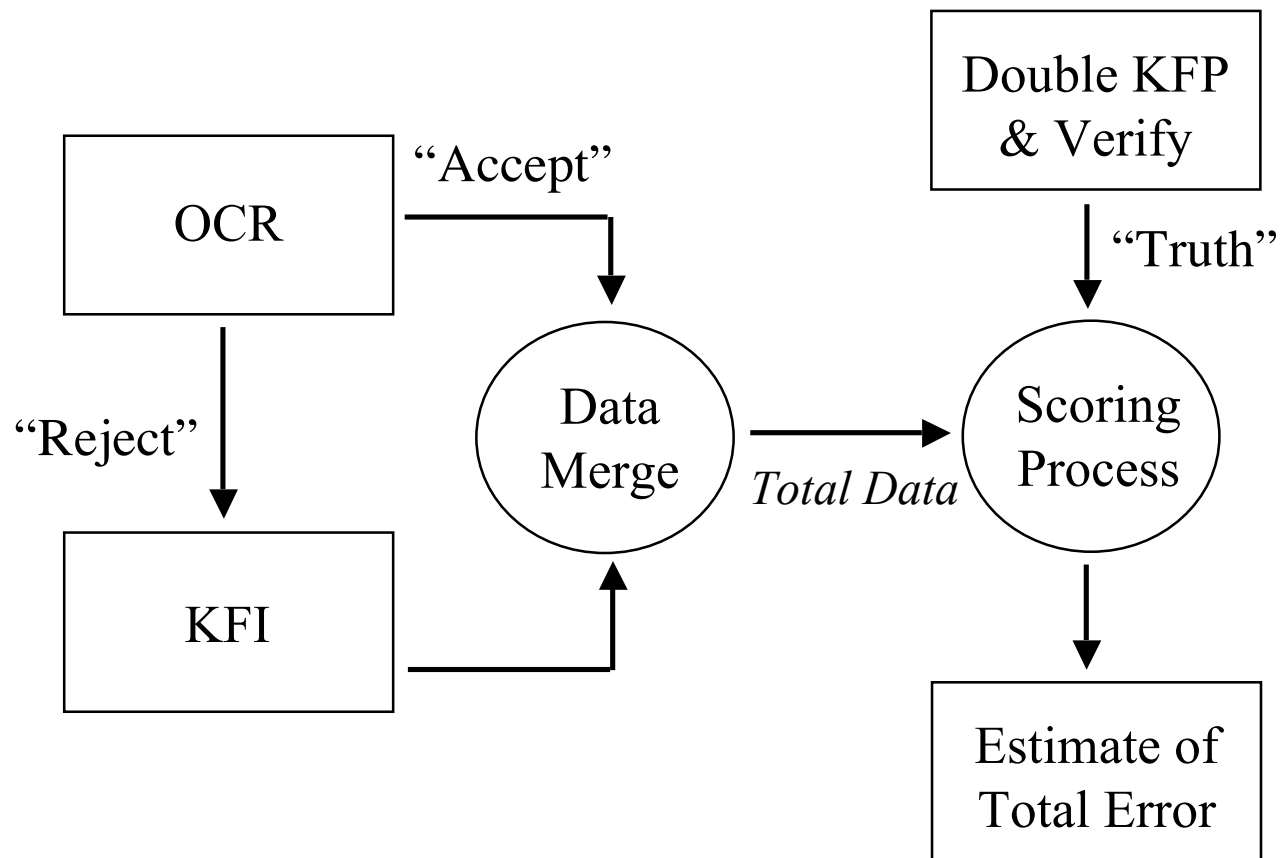 Double KFP
& Verify
“Accept”
OCR
“Truth”
“Reject”
Data
Merge
Total Data
Scoring
Process
KFI
Estimate of
Total Error